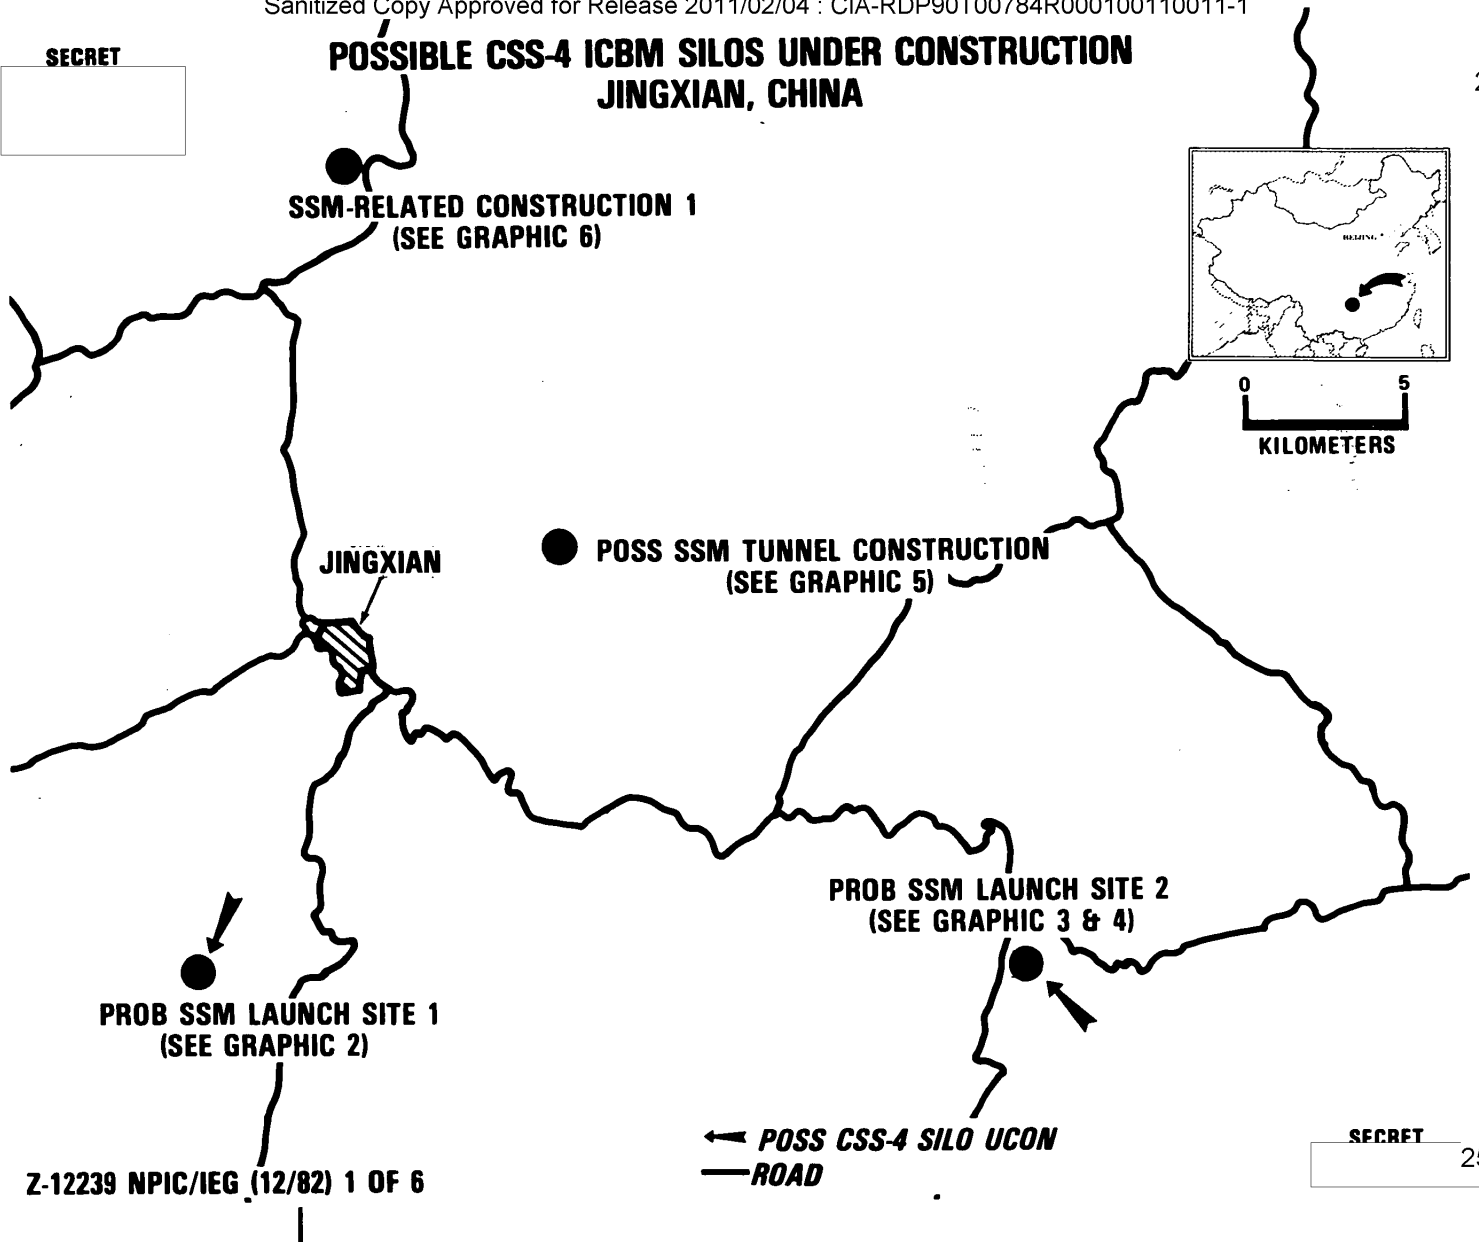 Sanitized Copy Approved for Release 2011/02/04 : CIA-RDP90T00784R000100110011-1
SECRET
POSSIBLE CSS-4 ICBM SILOS UNDER CONSTRUCTION
JINGXIAN, CHINA
SSM-RELATED CONSTRUCTION 1
(SEE GRAPHIC 6)
BEIJING
0 5
KILOMETERS
JINGXIAN
POSS SSM TUNNEL CONSTRUCTION
(SEE GRAPHIC 5)
PROB SSM LAUNCH SITE 2
(SEE GRAPHIC 3 & 4)
PROB SSM LAUNCH SITE 1
(SEE GRAPHIC 2)
POSS CSS-4 SILO UCON
ROAD
SECRET
Z-12239 NPIC/IEG (12/82) 1 OF 6